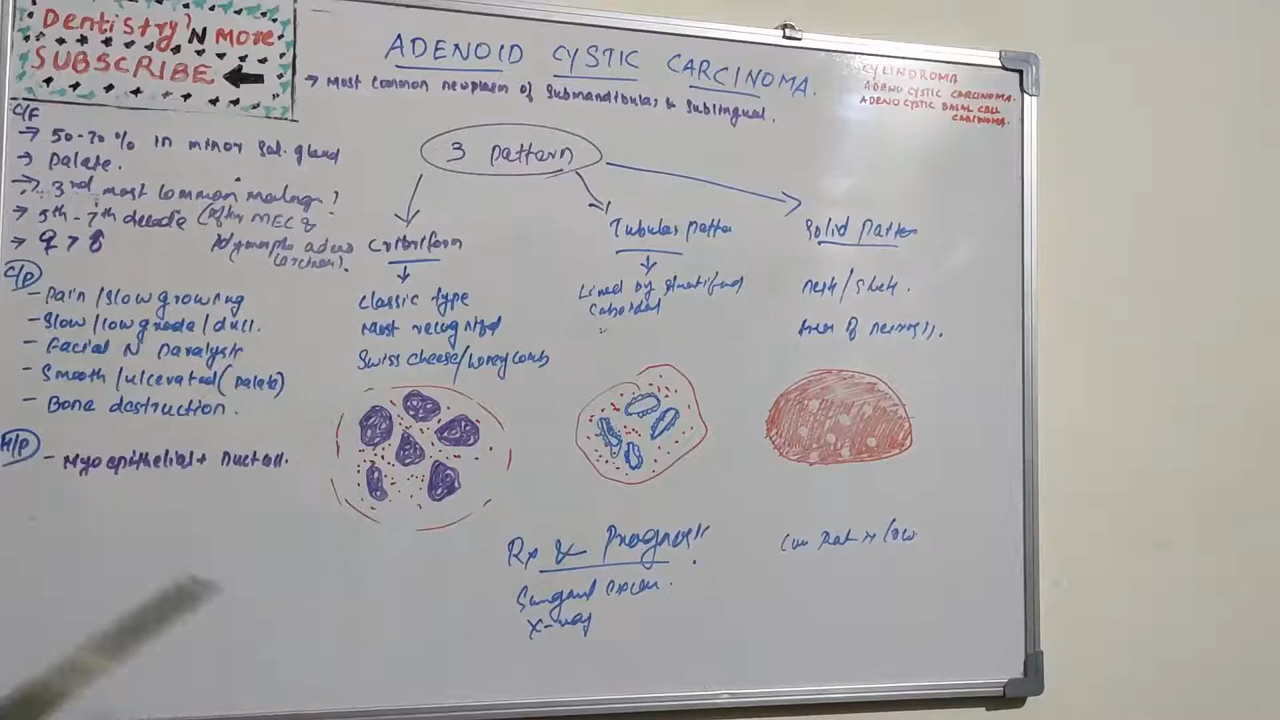 Dentistry 'N More
SUBSCRIBE
ADENOID CYSTIC CARCINOMA.
→ Most common neoplasm of submandibular & sublingual.
CYLINDROMA
ADENO CYSTIC CARCINOMA.
ADENO CYSTIC BASAL CELL
CARCINOMA.
C/F
→ 50-70% in minor sal. gland
→ Palate.
→ 3rd most common
→ 5th - 7th decade (After MEC &
Polymorpho adeno
→ ♀ > ♂
C/P
- Pain / slow growing
- Slow / low grade / dull.
- Facial N paralysis
- Smooth / ulcerated (palate)
- Bone destruction.
H/P
- Myoepithelial + ductal.
3 pattern
Cribriform
Classic type
Most recognized
Swiss cheese / honey comb
Tubular pattern
Lined by stratified
cuboidal
Solid pattern
nest / sheet.
Area of necrosis.
Rx & Prognosis
Surgical excision.
X-ray